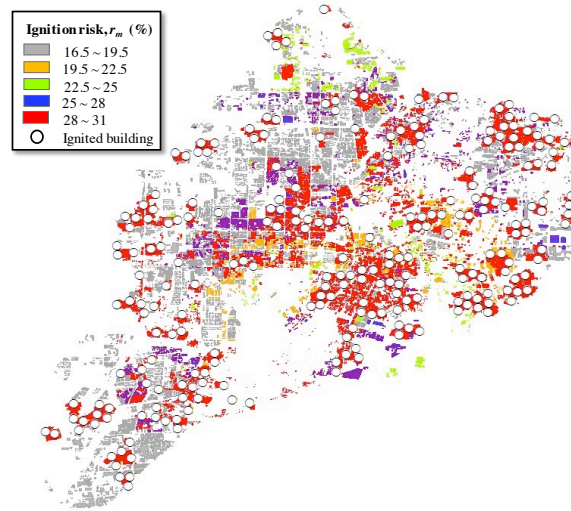 Ignition risk, rm (%)
16.5 ~ 19.5
19.5 ~ 22.5
22.5 ~ 25
25 ~ 28
28 ~ 31
Ignited building